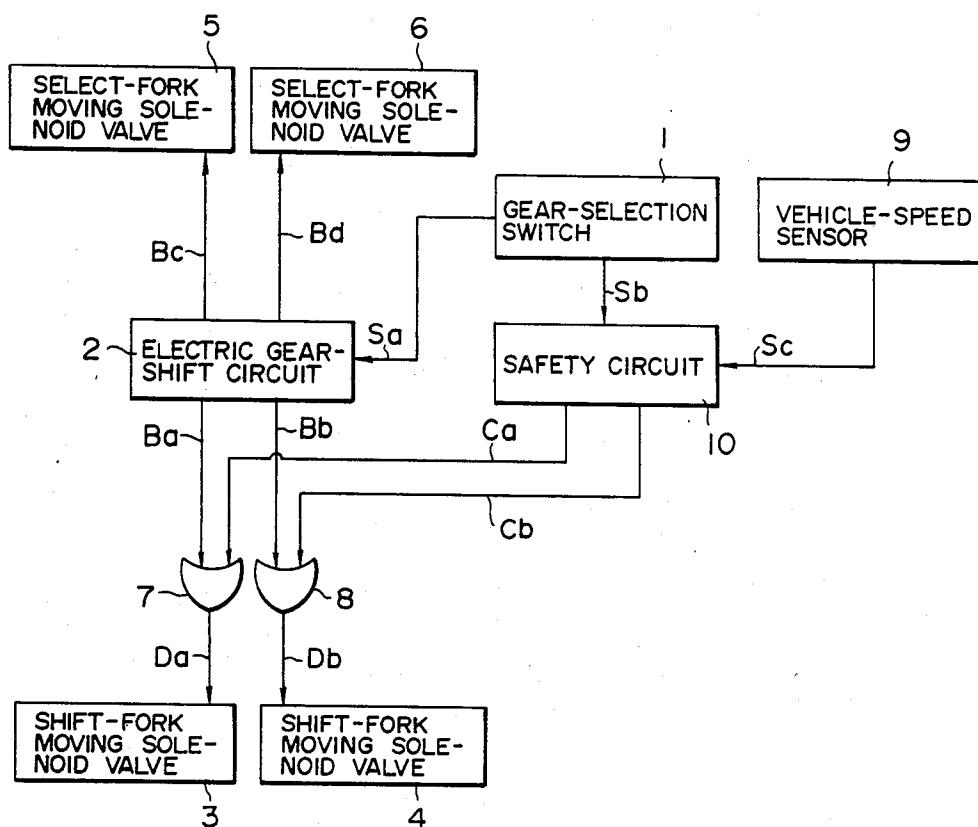 5
6
SELECT-FORK
MOVING SOLE-
NOID VALVE
SELECT-FORK
MOVING SOLE-
NOID VALVE
1
9
GEAR-SELECTION
SWITCH
VEHICLE-SPEED
SENSOR
Bc
Bd
Sb
Sa
Sc
2
ELECTRIC GEAR-
SHIFT CIRCUIT
SAFETY CIRCUIT
10
Ba
Bb
Ca
Cb
7
8
Da
Db
SHIFT-FORK
MOVING SOLE-
NOID VALVE
SHIFT-FORK
MOVING SOLE-
NOID VALVE
3
4